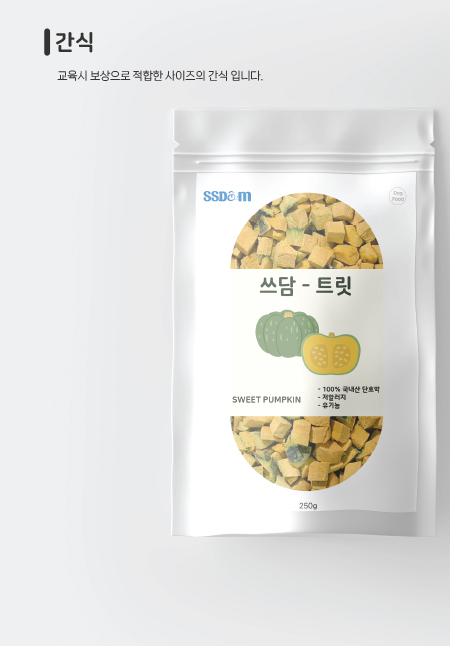 간식
교육시 보상으로 적합한 사이즈의 간식 입니다.
SSDam
Dog
Food
쓰담 - 트릿
SWEET PUMPKIN
- 100% 국내산 단호박
- 저알러지
- 유기농
250g